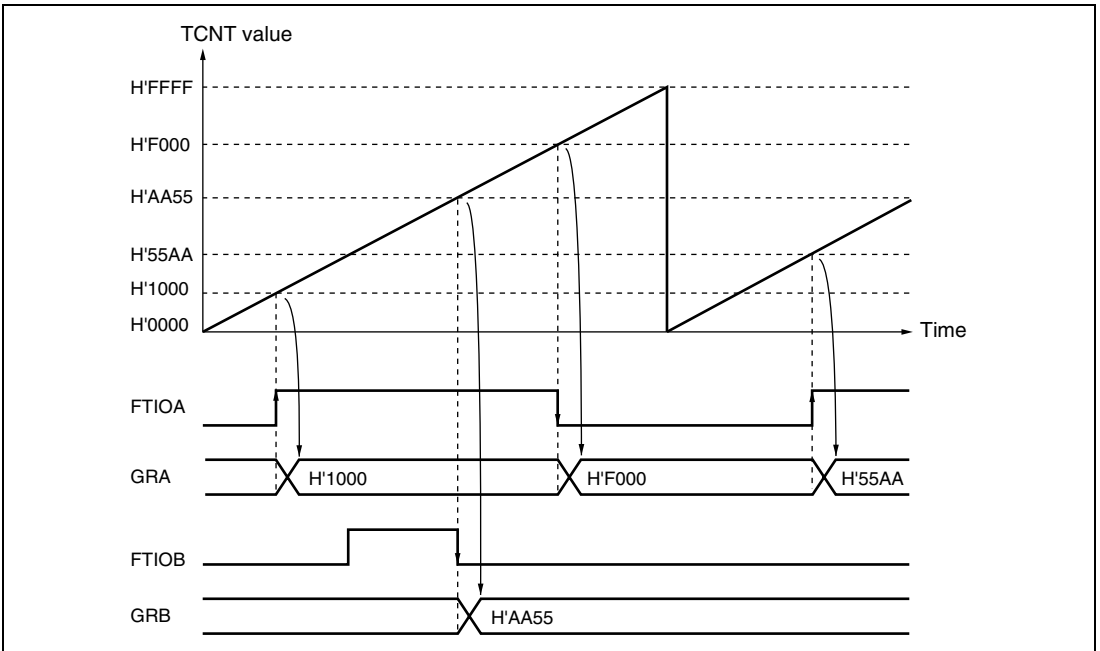 TCNT value
H'FFFF
H'F000
H'AA55
H'55AA
H'1000
H'0000
Time
FTIOA
GRA
H'1000
H'F000
H'55AA
FTIOB
GRB
H'AA55